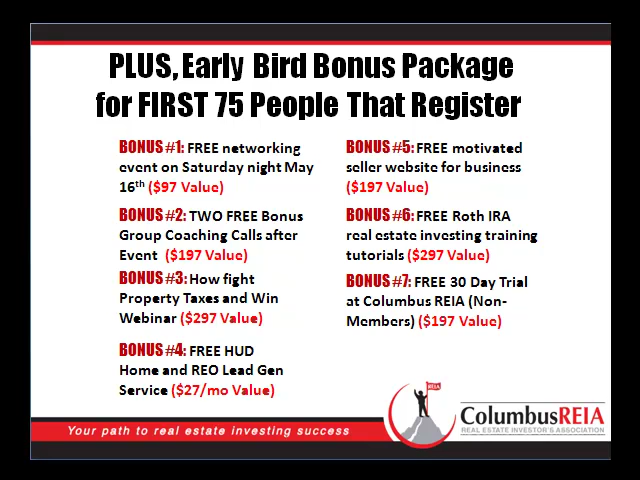 PLUS, Early Bird Bonus Package
for FIRST 75 People That Register
BONUS #1: FREE networking
event on Saturday night May
16th ($97 Value)
BONUS #2: TWO FREE Bonus
Group Coaching Calls after
Event ($197 Value)
BONUS #3: How fight
Property Taxes and Win
Webinar ($297 Value)
BONUS #4: FREE HUD
Home and REO Lead Gen
Service ($27/mo Value)
BONUS #5: FREE motivated
seller website for business
($197 Value)
BONUS #6: FREE Roth IRA
real estate investing training
tutorials ($297 Value)
BONUS #7: FREE 30 Day Trial
at Columbus REIA (Non-
Members) ($197 Value)
Your path to real estate investing success
REIA
ColumbusREIA
REAL ESTATE INVESTOR'S ASSOCIATION